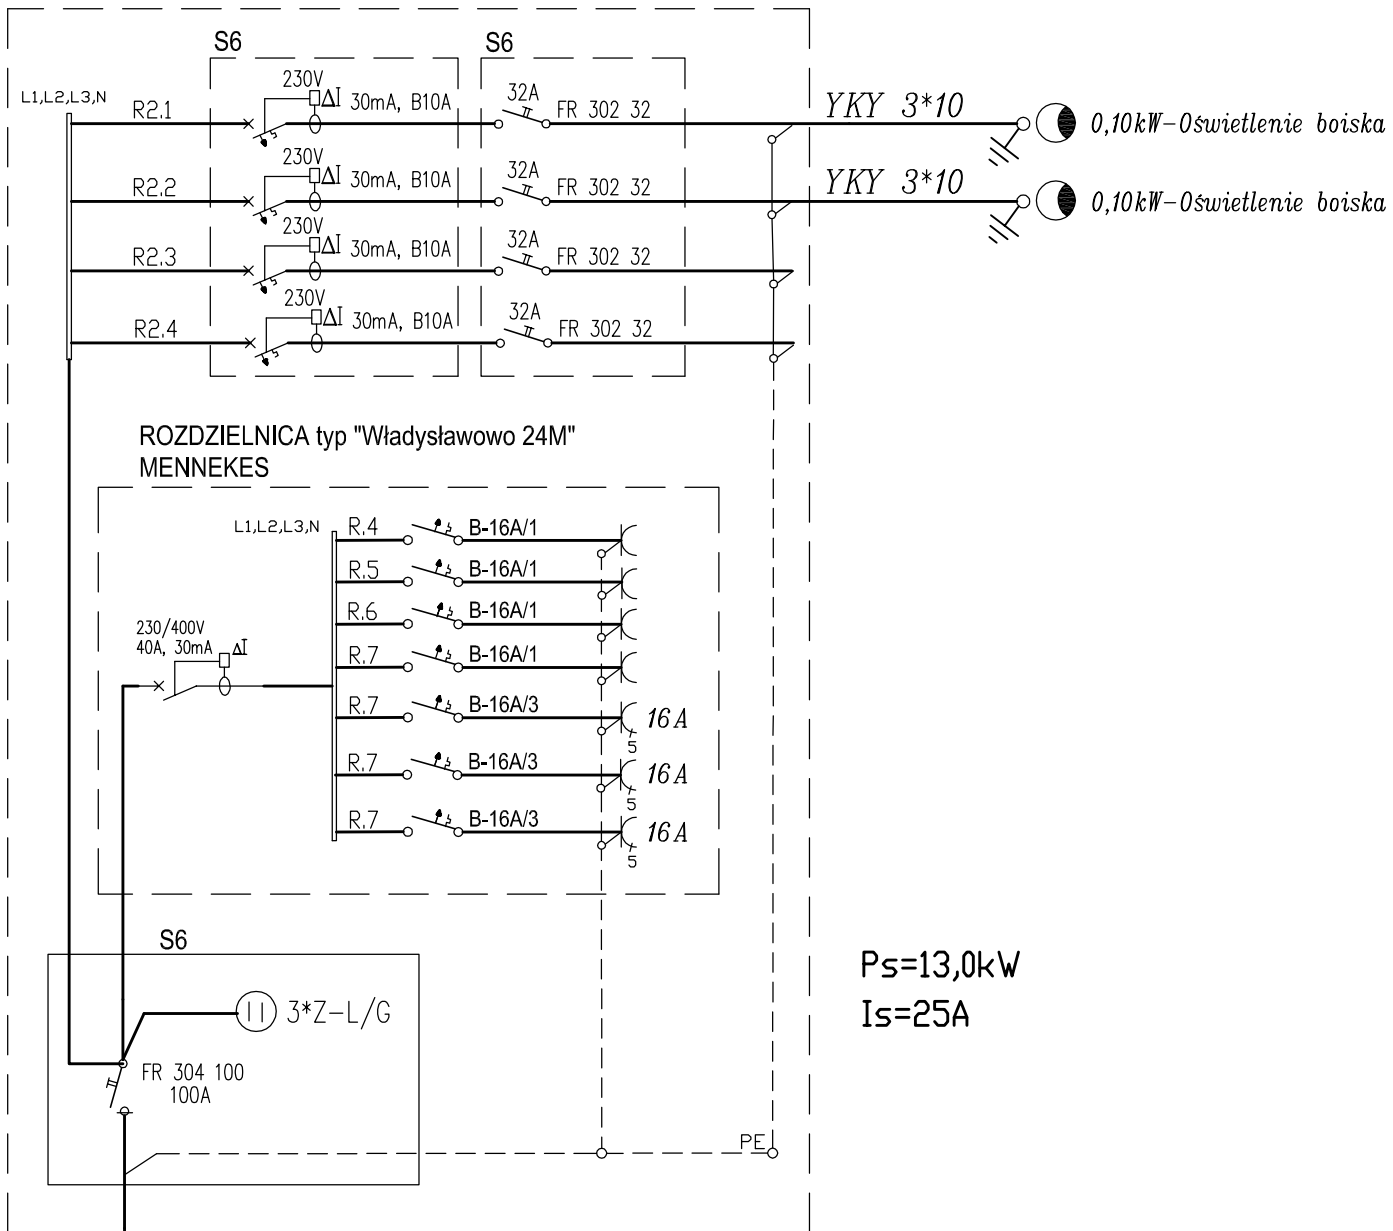 S6
S6
L1,L2,L3,N
R2.1
230V
ΔI 30mA, B10A
32A
FR 302 32
YKY 3*10
0,10kW-Oświetlenie boiska
R2.2
230V
ΔI 30mA, B10A
32A
FR 302 32
YKY 3*10
0,10kW-Oświetlenie boiska
R2.3
230V
ΔI 30mA, B10A
32A
FR 302 32
R2.4
230V
ΔI 30mA, B10A
32A
FR 302 32
ROZDZIELNICA typ "Władysławowo 24M"
MENNEKES
L1,L2,L3,N
R.4
B-16A/1
R.5
B-16A/1
R.6
B-16A/1
230/400V
40A, 30mA
ΔI
R.7
B-16A/1
R.7
B-16A/3
16A
5
R.7
B-16A/3
16A
5
R.7
B-16A/3
16A
5
S6
3*Z-L/G
FR 304 100
100A
PE
Ps=13,0kW
Is=25A